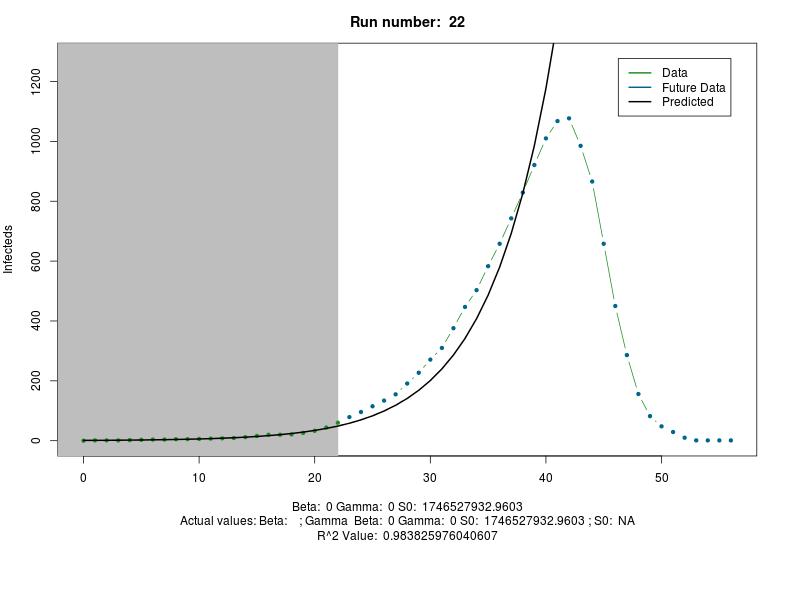 Run number: 22
Infecteds
1200
1000
800
600
400
200
0
Data
Future Data
Predicted
0 10 20 30 40 50
Beta: 0 Gamma: 0 S0: 1746527932.9603
Actual values: Beta: ; Gamma Beta: 0 Gamma: 0 S0: 1746527932.9603 ; S0: NA
R^2 Value: 0.983825976040607